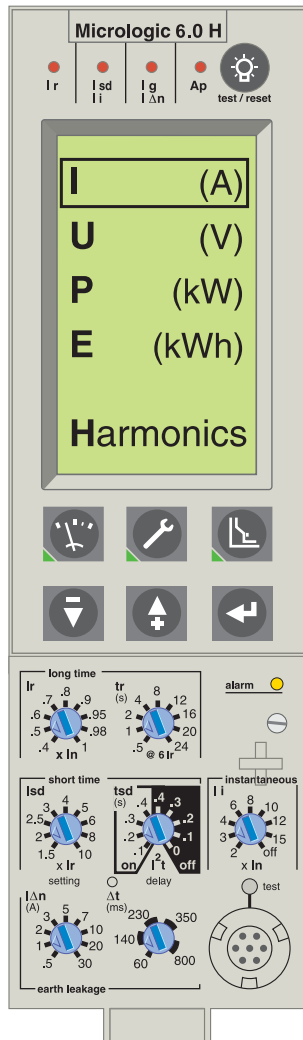 Micrologic 6.0 H
Ir Isd Ig Ap
Ii I∆n test / reset
I (A)
U (V)
P (kW)
E (kWh)
Harmonics
long time
alarm
Ir
.4 .5 .6 .7 .8 .9 .95 .98 1
x In
tr
(s)
.5 1 2 4 8 12 16 20 24
@ 6 Ir
short time
instantaneous
Isd
1.5 2 2.5 3 4 5 6 8 10
x Ir
tsd
(s)
.1 .2 .3 .4 .4 .3 .2 .1 0
on I²t off
Ii
2 3 4 6 8 10 12 15 off
x In
setting
delay
test
I∆n
(A)
.5 1 2 3 5 7 10 20 30
∆t
(ms)
60 140 230 350 800
earth leakage